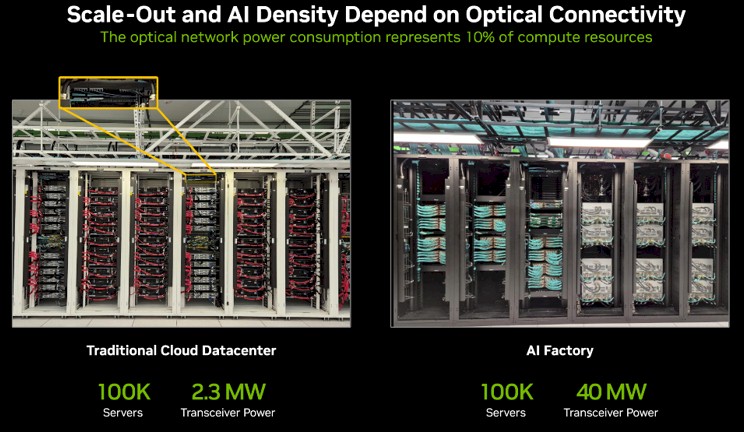 Scale-Out and AI Density Depend on Optical Connectivity
The optical network power consumption represents 10% of compute resources
Traditional Cloud Datacenter
100K
Servers
2.3 MW
Transceiver Power
AI Factory
100K
Servers
40 MW
Transceiver Power